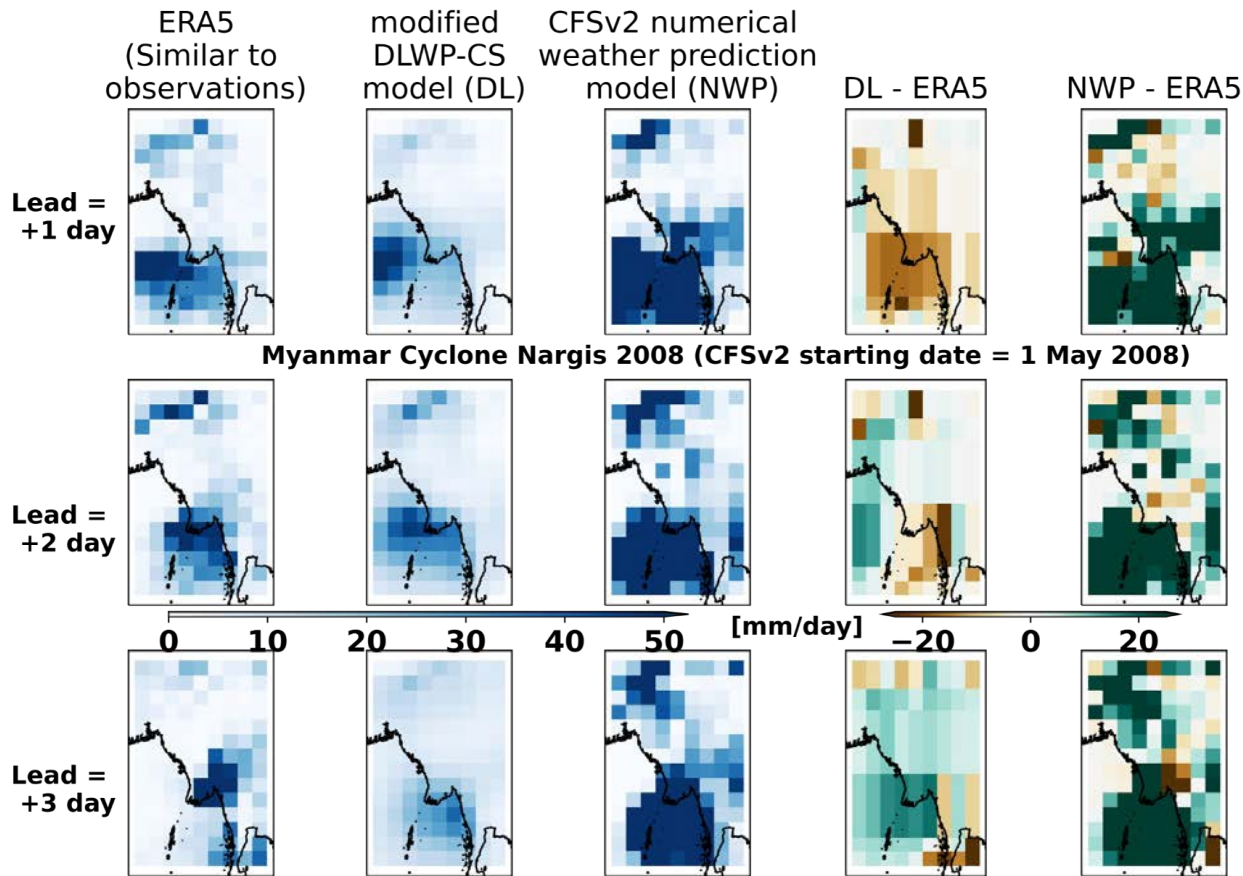 ERA5
(Similar to
observations)
modified
DLWP-CS
model (DL)
CFSv2 numerical
weather prediction
model (NWP)
DL - ERA5
NWP - ERA5
Lead =
+1 day
Myanmar Cyclone Nargis 2008 (CFSv2 starting date = 1 May 2008)
Lead =
+2 day
0 10 20 30 40 50 [mm/day] −20 0 20
Lead =
+3 day